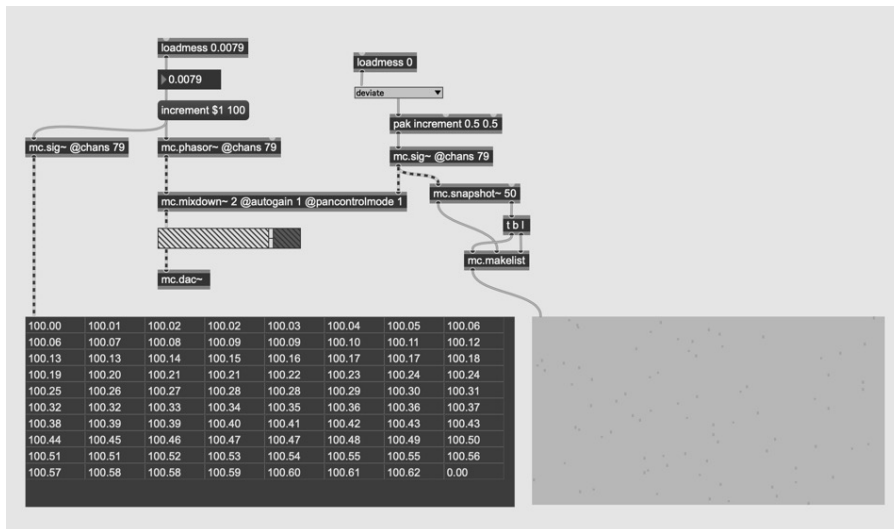 loadmess 0.0079
0.0079
increment $1 100
mc.sig~ @chans 79
mc.phasor~ @chans 79
loadmess 0
deviate
pak increment 0.5 0.5
mc.sig~ @chans 79
mc.mixdown~ 2 @autogain 1 @pancontrolmode 1
mc.snapshot~ 50
t b l
mc.makelist
mc.dac~
100.00 100.01 100.02 100.02 100.03 100.04 100.05 100.06
100.06 100.07 100.08 100.09 100.09 100.10 100.11 100.12
100.13 100.13 100.14 100.15 100.16 100.17 100.17 100.18
100.19 100.20 100.21 100.21 100.22 100.23 100.24 100.24
100.25 100.26 100.27 100.28 100.28 100.29 100.30 100.31
100.32 100.32 100.33 100.34 100.35 100.36 100.36 100.37
100.38 100.39 100.39 100.40 100.41 100.42 100.43 100.43
100.44 100.45 100.46 100.47 100.47 100.48 100.49 100.50
100.51 100.51 100.52 100.53 100.54 100.55 100.55 100.56
100.57 100.58 100.58 100.59 100.60 100.61 100.62 0.00